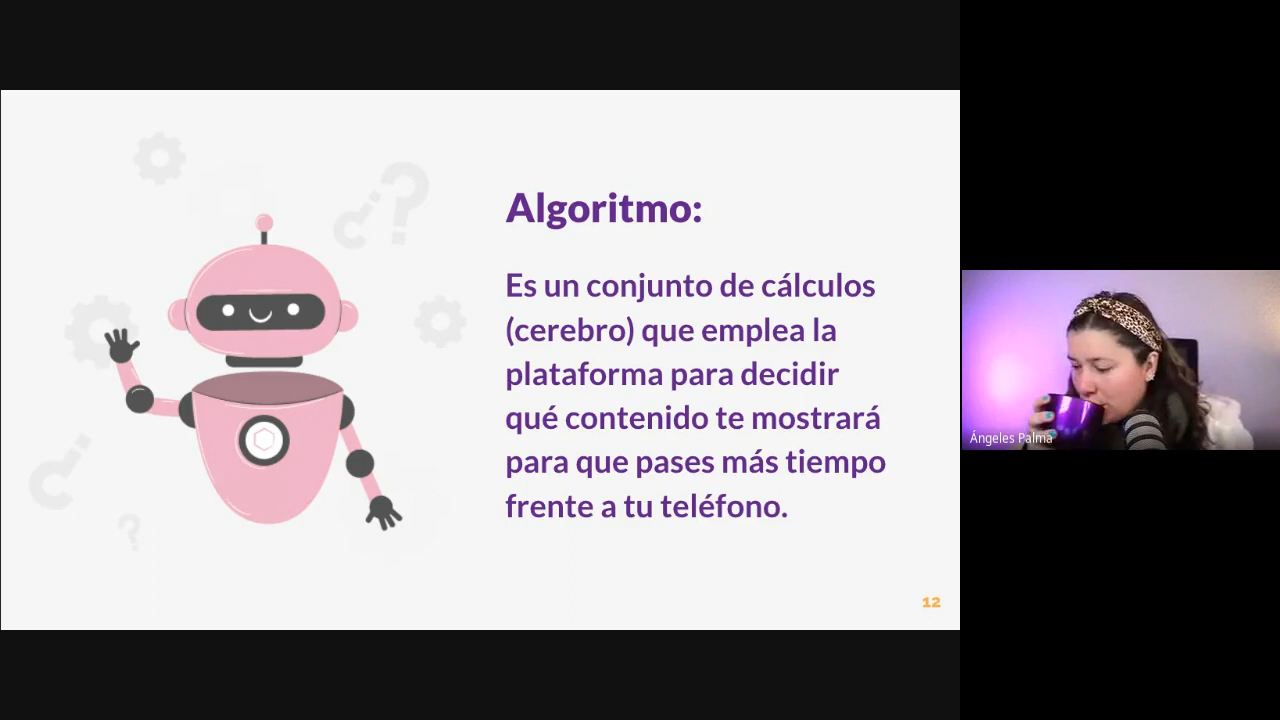 Algoritmo:
Es un conjunto de cálculos
(cerebro) que emplea la
plataforma para decidir
qué contenido te mostrará
para que pases más tiempo
frente a tu teléfono.
12
Ángeles Palma